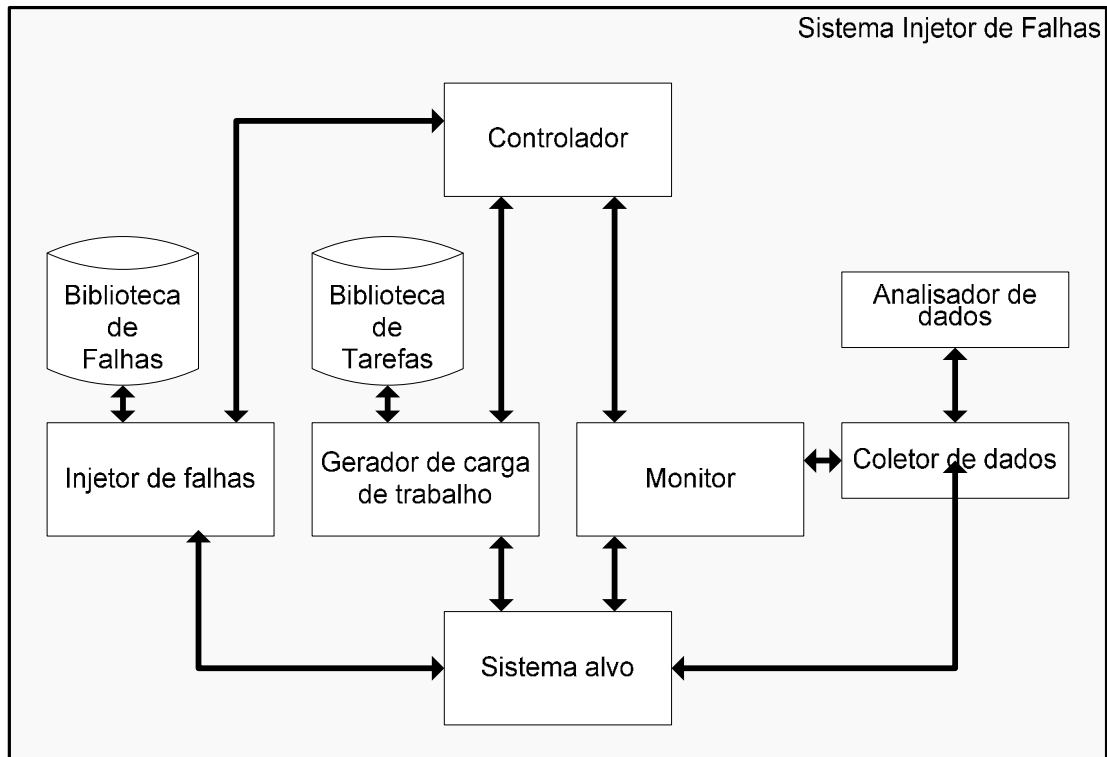 Sistema Injetor de Falhas
Controlador
Biblioteca
de
Falhas
Biblioteca
de
Tarefas
Analisador de
dados
Injetor de falhas
Gerador de carga
de trabalho
Monitor
Coletor de dados
Sistema alvo